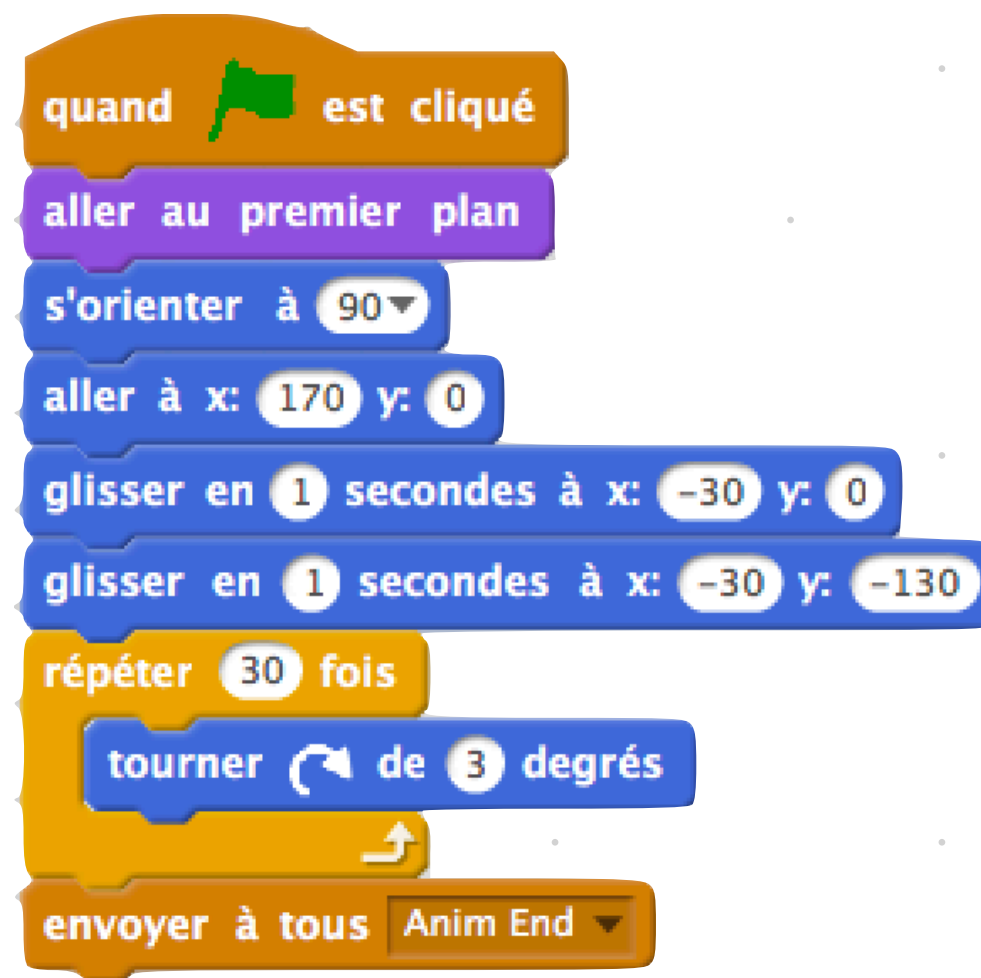 quand est cliqué
aller au premier plan
s'orienter à 90
aller à x: 170 y: 0
glisser en 1 secondes à x: -30 y: 0
glisser en 1 secondes à x: -30 y: -130
répéter 30 fois
tourner de 3 degrés
envoyer à tous Anim End